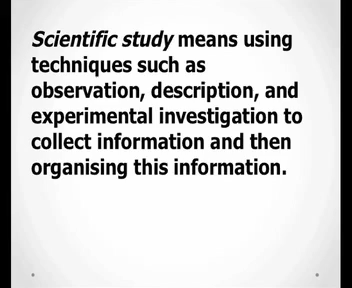 Scientific study means using
techniques such as
observation, description, and
experimental investigation to
collect information and then
organising this information.